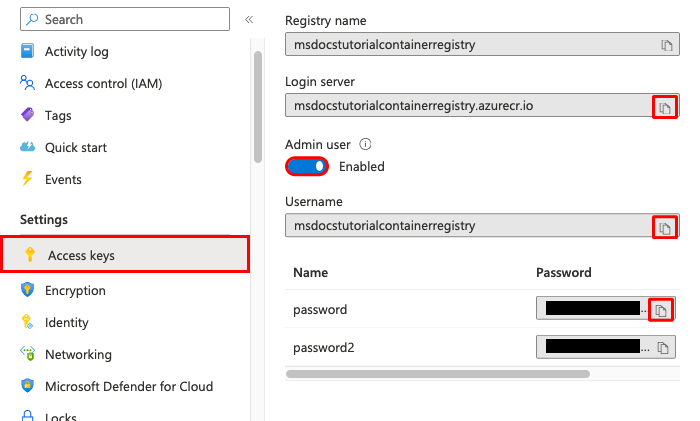 Search
Activity log
Access control (IAM)
Tags
Quick start
Events
Settings
Access keys
Encryption
Identity
Networking
Microsoft Defender for Cloud
Locks
Registry name
msdocstutorialcontainerregistry
Login server
msdocstutorialcontainerregistry.azurecr.io
Admin user
Enabled
Username
msdocstutorialcontainerregistry
Name Password
password ...
password2 ...